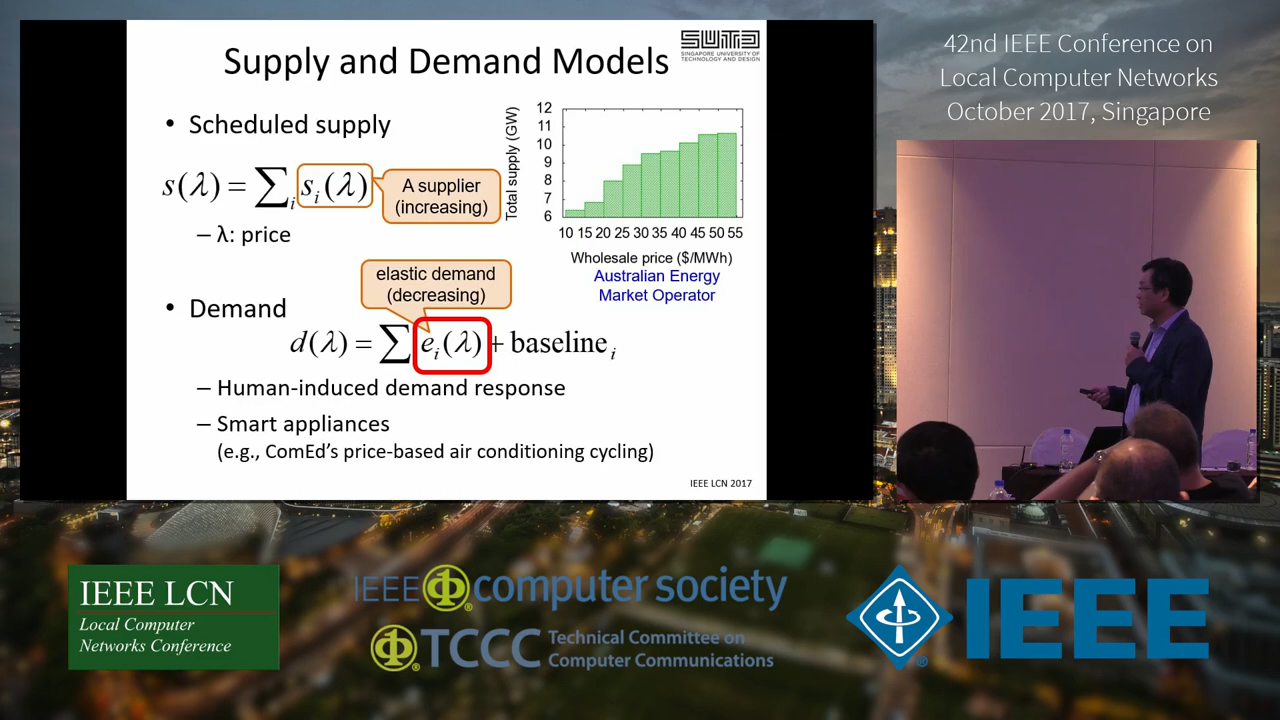 Supply and Demand Models
SUTD
SINGAPORE UNIVERSITY OF
TECHNOLOGY AND DESIGN
• Scheduled supply
s(λ) = ∑i si(λ)
A supplier
(increasing)
– λ: price
Total supply (GW)
12
11
10
9
8
7
6
10 15 20 25 30 35 40 45 50 55
Wholesale price ($/MWh)
Australian Energy
Market Operator
elastic demand
(decreasing)
• Demand
d(λ) = ∑ ei(λ) + baselinei
– Human-induced demand response
– Smart appliances
(e.g., ComEd's price-based air conditioning cycling)
IEEE LCN 2017
42nd IEEE Conference on
Local Computer Networks
October 2017, Singapore
IEEE LCN
Local Computer
Networks Conference
IEEE computer society
TCCC Technical Committee on
Computer Communications
IEEE